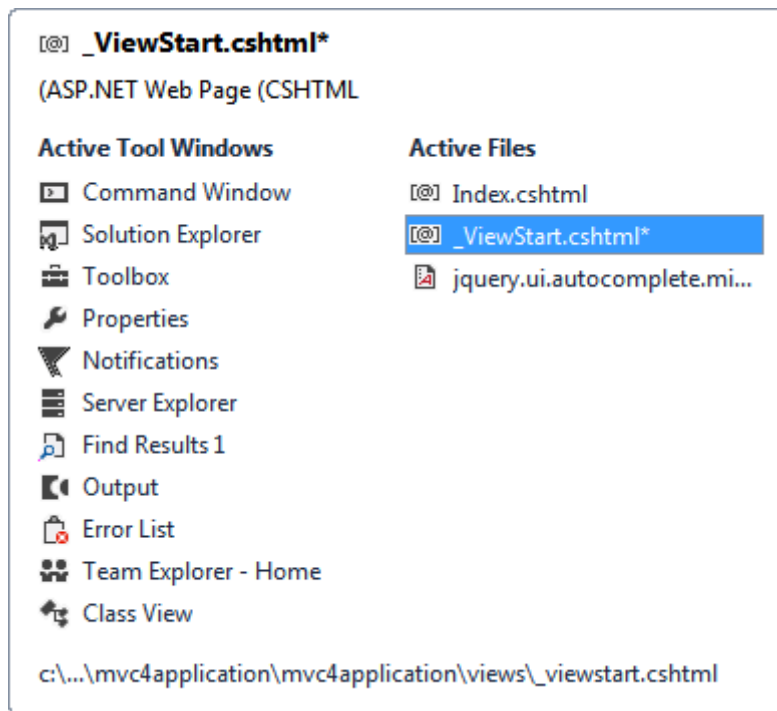 _ViewStart.cshtml*
(ASP.NET Web Page (CSHTML
Active Tool Windows
Command Window
Solution Explorer
Toolbox
Properties
Notifications
Server Explorer
Find Results 1
Output
Error List
Team Explorer - Home
Class View
Active Files
[@] Index.cshtml
[@] _ViewStart.cshtml*
jquery.ui.autocomplete.mi...
c:\...\mvc4application\mvc4application\views\_viewstart.cshtml